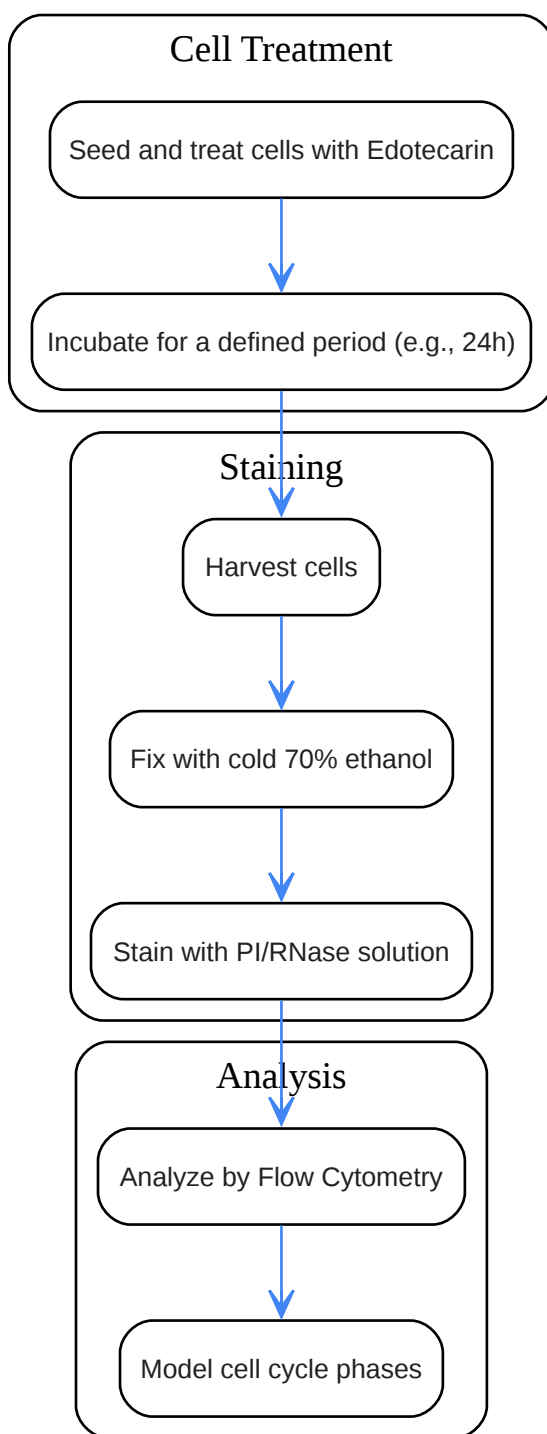 Cell Treatment
Seed and treat cells with Edotecarin
Incubate for a defined period (e.g., 24h)
Staining
Harvest cells
Fix with cold 70% ethanol
Stain with PI/RNase solution
Analysis
Analyze by Flow Cytometry
Model cell cycle phases